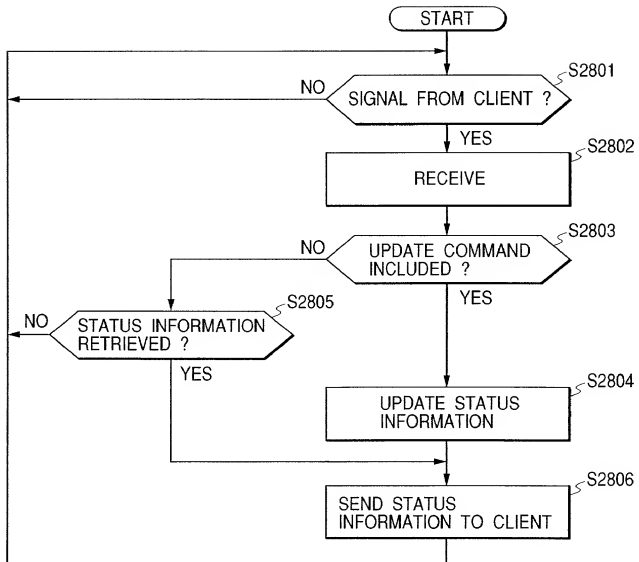 START
S2801
NO
SIGNAL FROM CLIENT ?
YES
S2802
RECEIVE
S2803
NO
UPDATE COMMAND
INCLUDED ?
YES
S2805
NO
STATUS INFORMATION
RETRIEVED ?
YES
S2804
UPDATE STATUS
INFORMATION
S2806
SEND STATUS
INFORMATION TO CLIENT